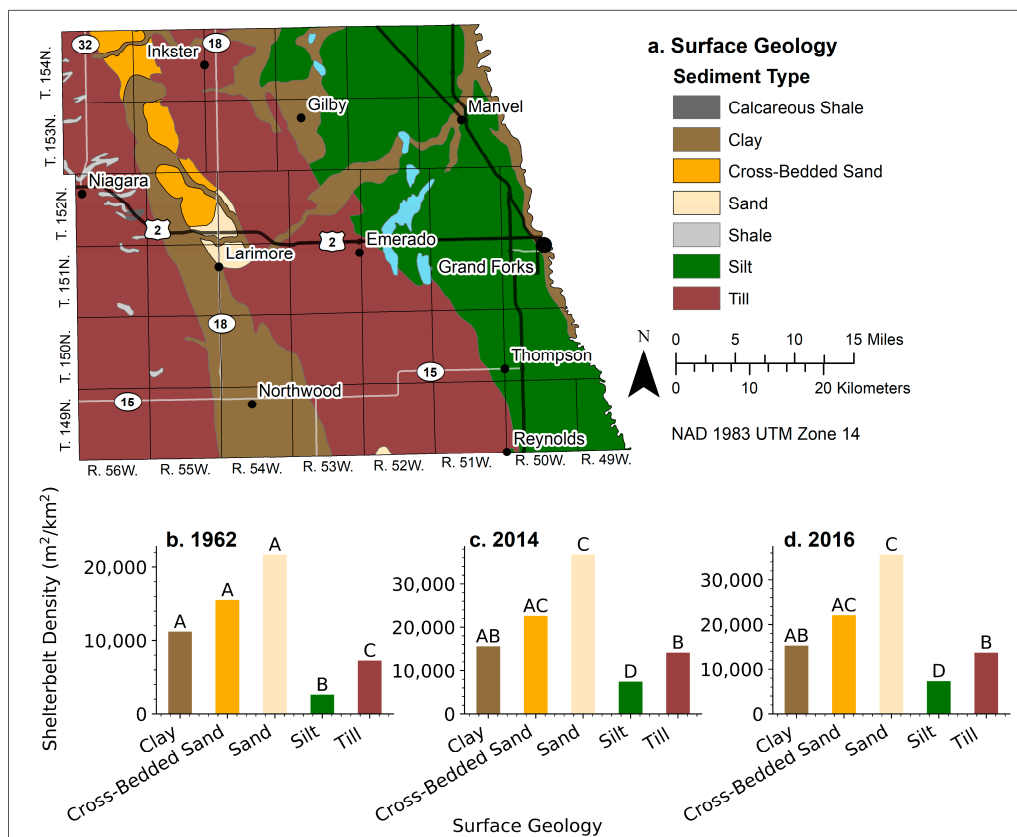 32
18
Inkster
T. 154N.
Gilby
Manvel
T. 153N.
Niagara
T. 152N.
2
2
Emerado
Larimore
Grand Forks
T. 151N.
18
T. 150N.
Thompson
15
15
Northwood
T. 149N.
Reynolds
R. 56W. R. 55W. R. 54W. R. 53W. R. 52W. R. 51W. R. 50W. R. 49W.
a. Surface Geology
Sediment Type
Calcareous Shale
Clay
Cross-Bedded Sand
Sand
Shale
Silt
Till
N
0 5 10 15 Miles
0 10 20 Kilometers
NAD 1983 UTM Zone 14
Shelterbelt Density (m²/km²)
b. 1962
20,000
10,000
0
A
A
A
B
C
Clay
Cross-Bedded Sand
Sand
Silt
Till
c. 2014
30,000
20,000
10,000
0
AB
AC
C
D
B
Clay
Cross-Bedded Sand
Sand
Silt
Till
d. 2016
30,000
20,000
10,000
0
AB
AC
C
D
B
Clay
Cross-Bedded Sand
Sand
Silt
Till
Surface Geology